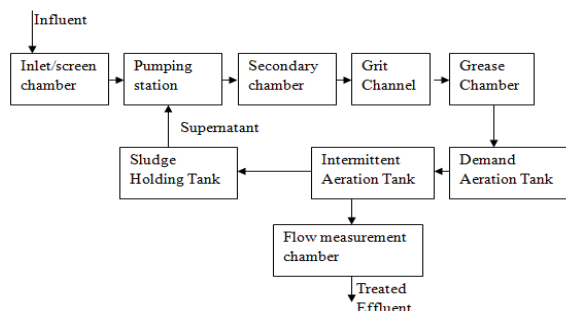 Influent
Inlet/screen
chamber
Pumping
station
Secondary
chamber
Grit
Channel
Grease
Chamber
Supernatant
Sludge
Holding Tank
Intermittent
Aeration Tank
Demand
Aeration Tank
Flow measurement
chamber
Treated
Effluent